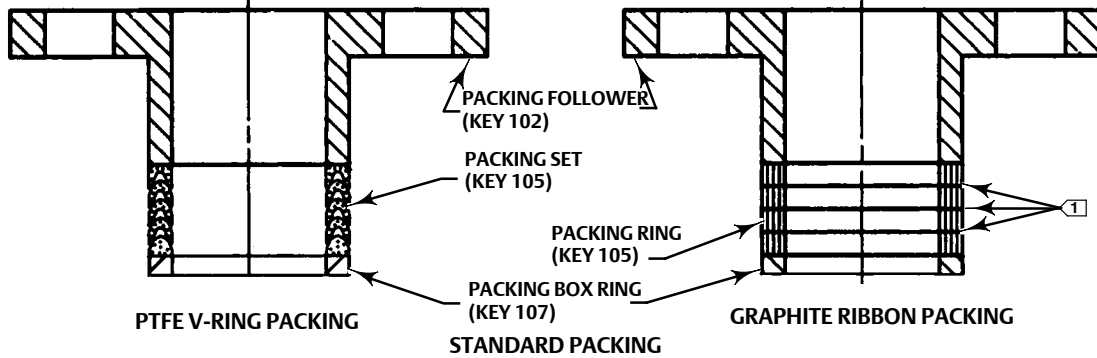 PACKING FOLLOWER
(KEY 102)
PACKING SET
(KEY 105)
1
PACKING RING
(KEY 105)
PACKING BOX RING
(KEY 107)
PTFE V-RING PACKING
GRAPHITE RIBBON PACKING
STANDARD PACKING